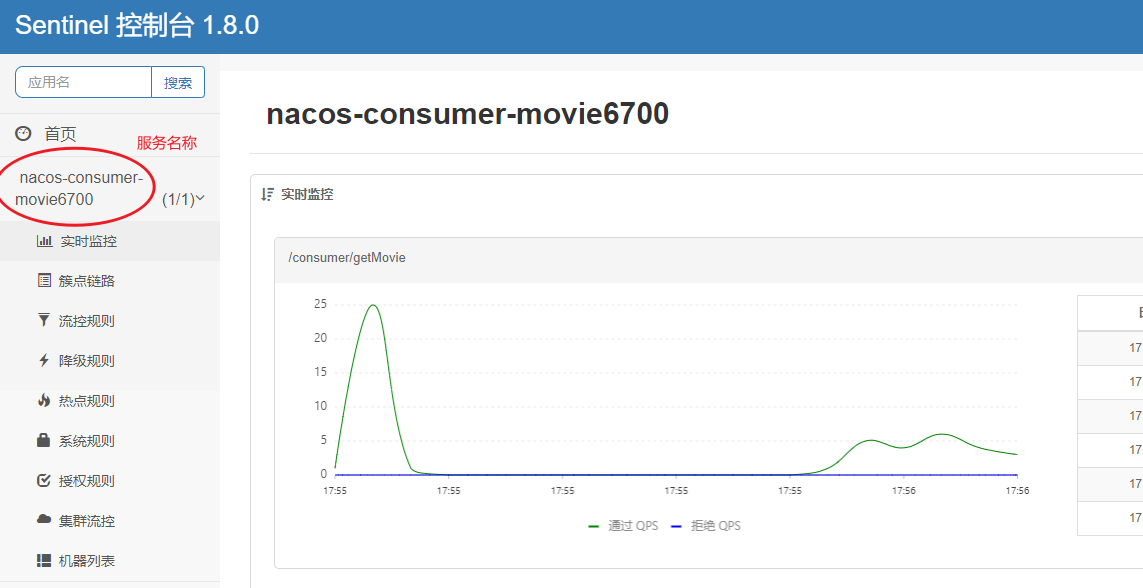 Sentinel 控制台 1.8.0
应用名 搜索
首页
服务名称
nacos-consumer-
movie6700 (1/1)
实时监控
簇点链路
流控规则
降级规则
热点规则
系统规则
授权规则
集群流控
机器列表
nacos-consumer-movie6700
实时监控
/consumer/getMovie
25
20
15
10
5
0
17:55 17:55 17:55 17:55 17:55 17:56 17:56
通过 QPS 拒绝 QPS
17
17
17
17
17
17